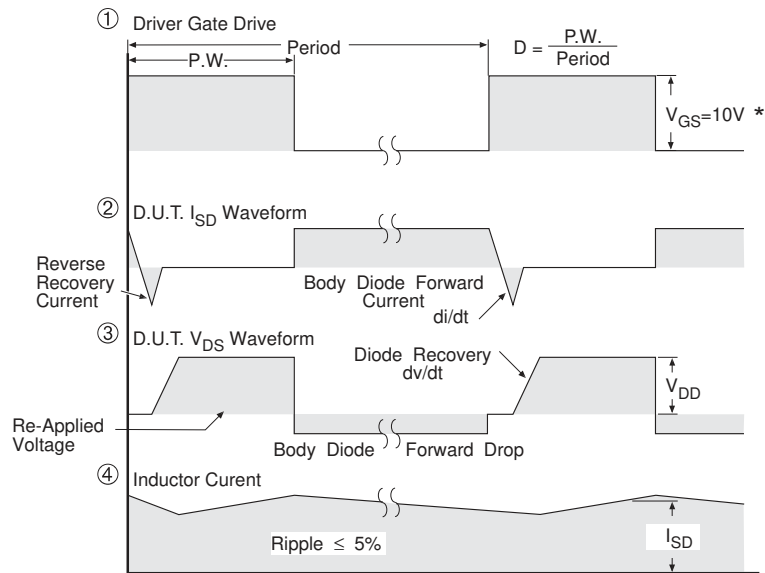 ① Driver Gate Drive
Period
P.W.
D = P.W. / Period
V_GS=10V *
② D.U.T. I_SD Waveform
Reverse
Recovery
Current
Body Diode Forward
Current
di/dt
③ D.U.T. V_DS Waveform
Diode Recovery
dv/dt
V_DD
Re-Applied
Voltage
Body Diode Forward Drop
④ Inductor Curent
Ripple ≤ 5%
I_SD